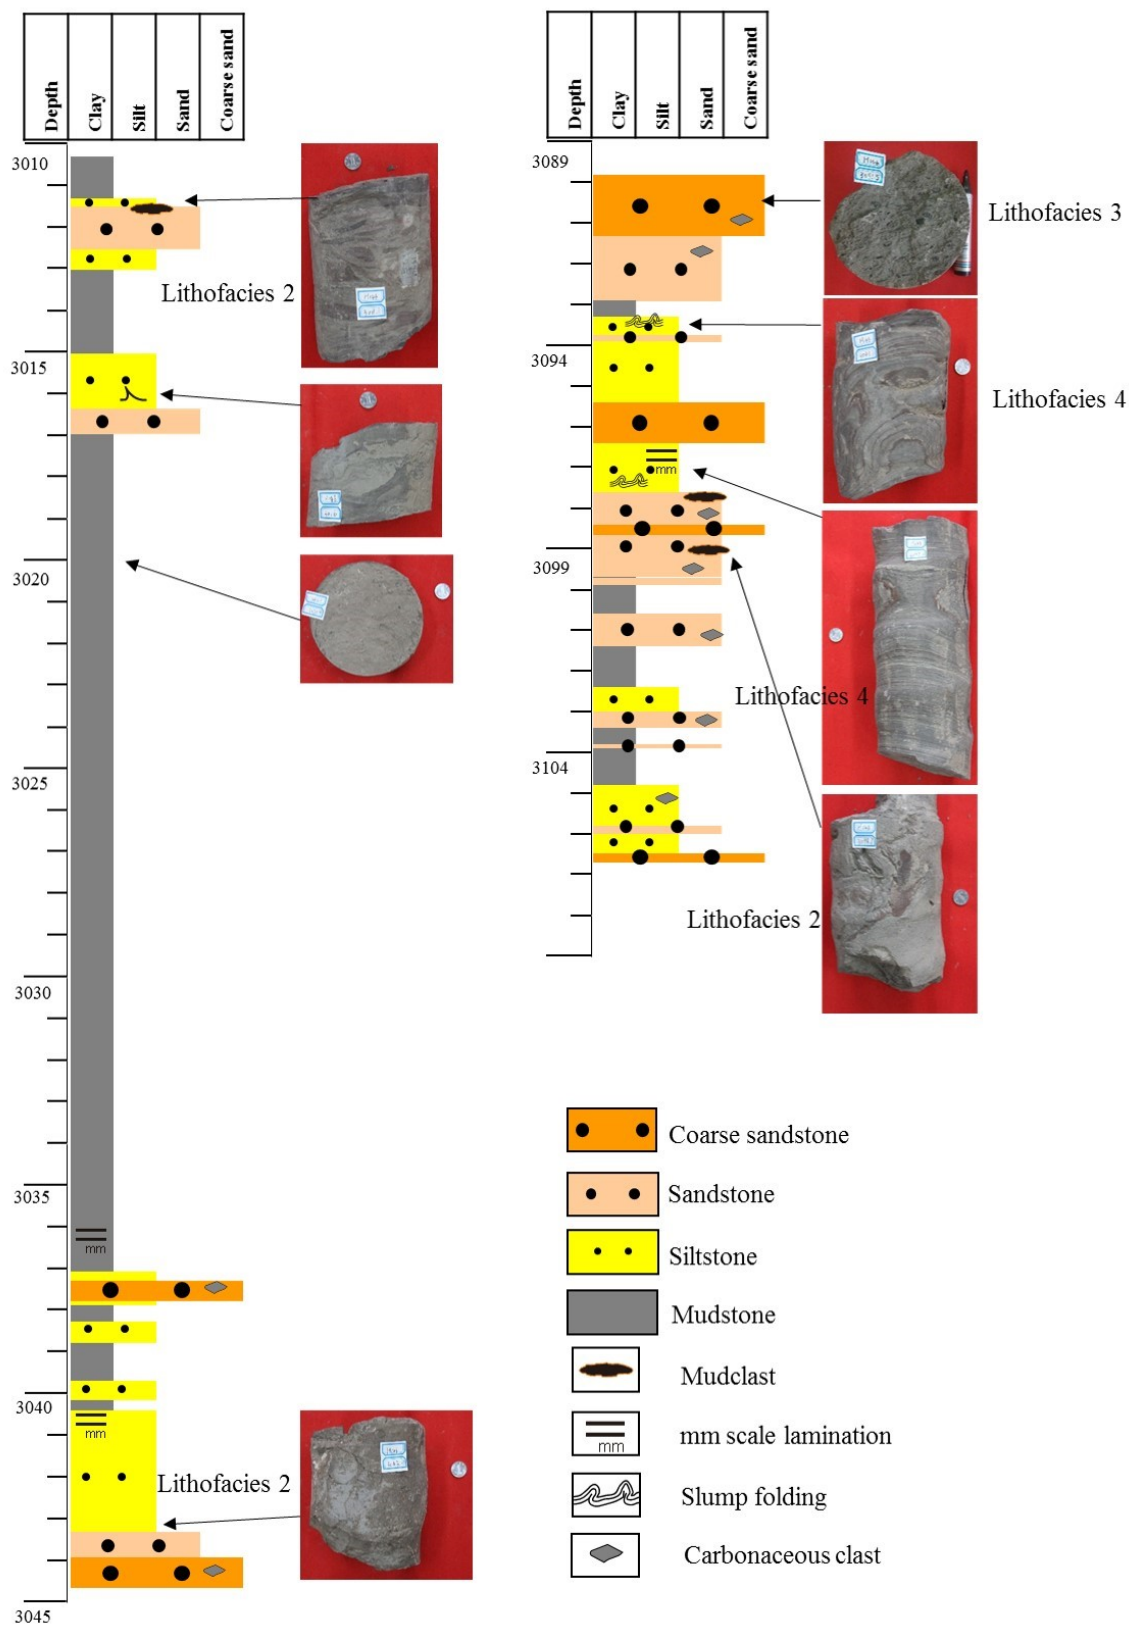 Depth
Clay
Silt
Sand
Coarse sand
3010
Lithofacies 2
3015
3020
3025
3030
3035
mm
3040
mm
Lithofacies 2
3045
Depth
Clay
Silt
Sand
Coarse sand
3089
Lithofacies 3
3094
Lithofacies 4
mm
3099
Lithofacies 4
3104
Lithofacies 2
Coarse sandstone
Sandstone
Siltstone
Mudstone
Mudclast
mm
mm scale lamination
Slump folding
Carbonaceous clast